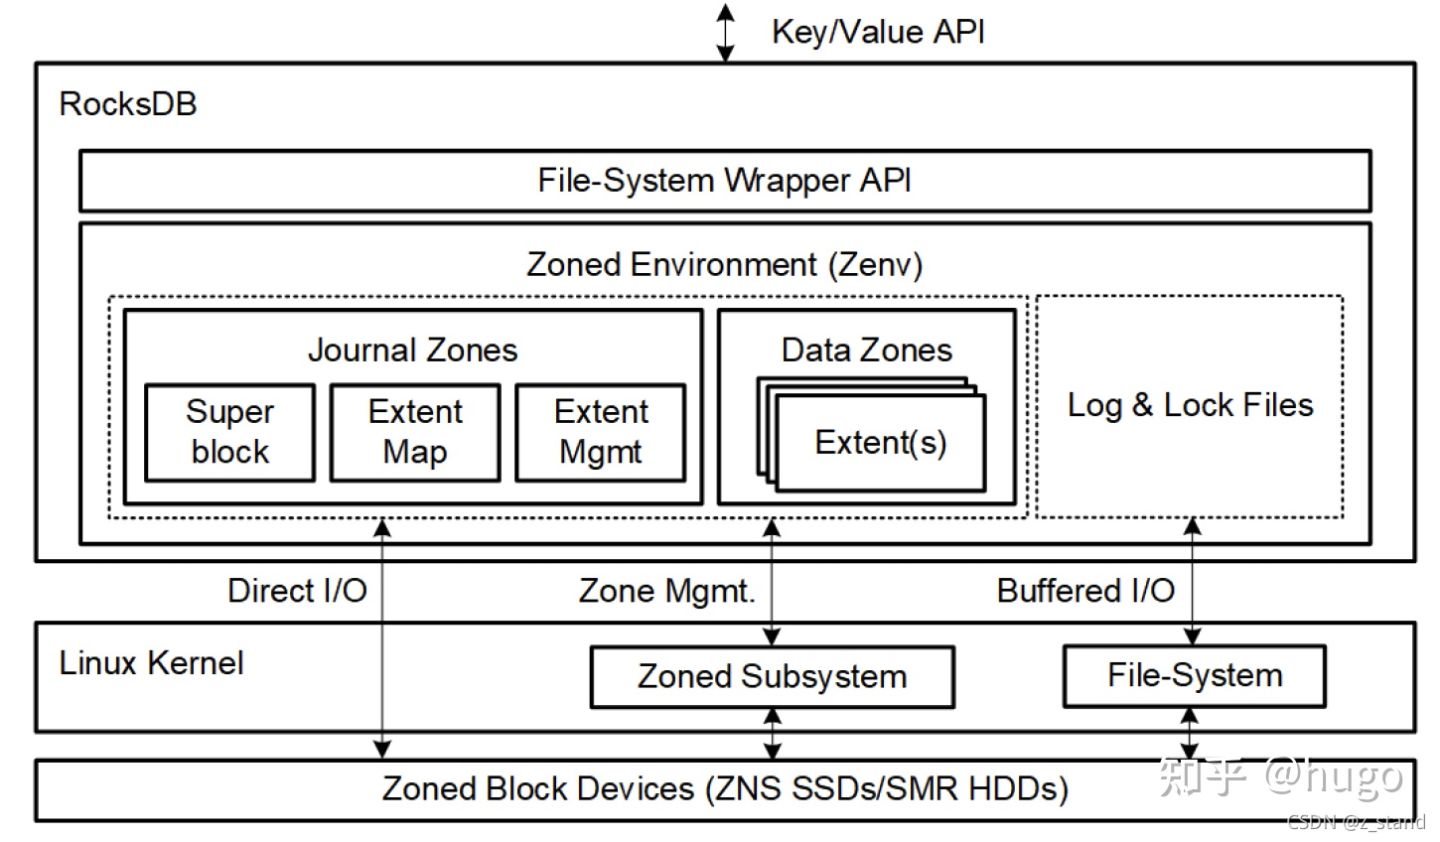 Key/Value API
RocksDB
File-System Wrapper API
Zoned Environment (Zenv)
Journal Zones
Super
block
Extent
Map
Extent
Mgmt
Data Zones
Extent(s)
Log & Lock Files
Direct I/O
Zone Mgmt.
Buffered I/O
Linux Kernel
Zoned Subsystem
File-System
Zoned Block Devices (ZNS SSDs/SMR HDDs)
知乎 @hugo
CSDN @z_stand